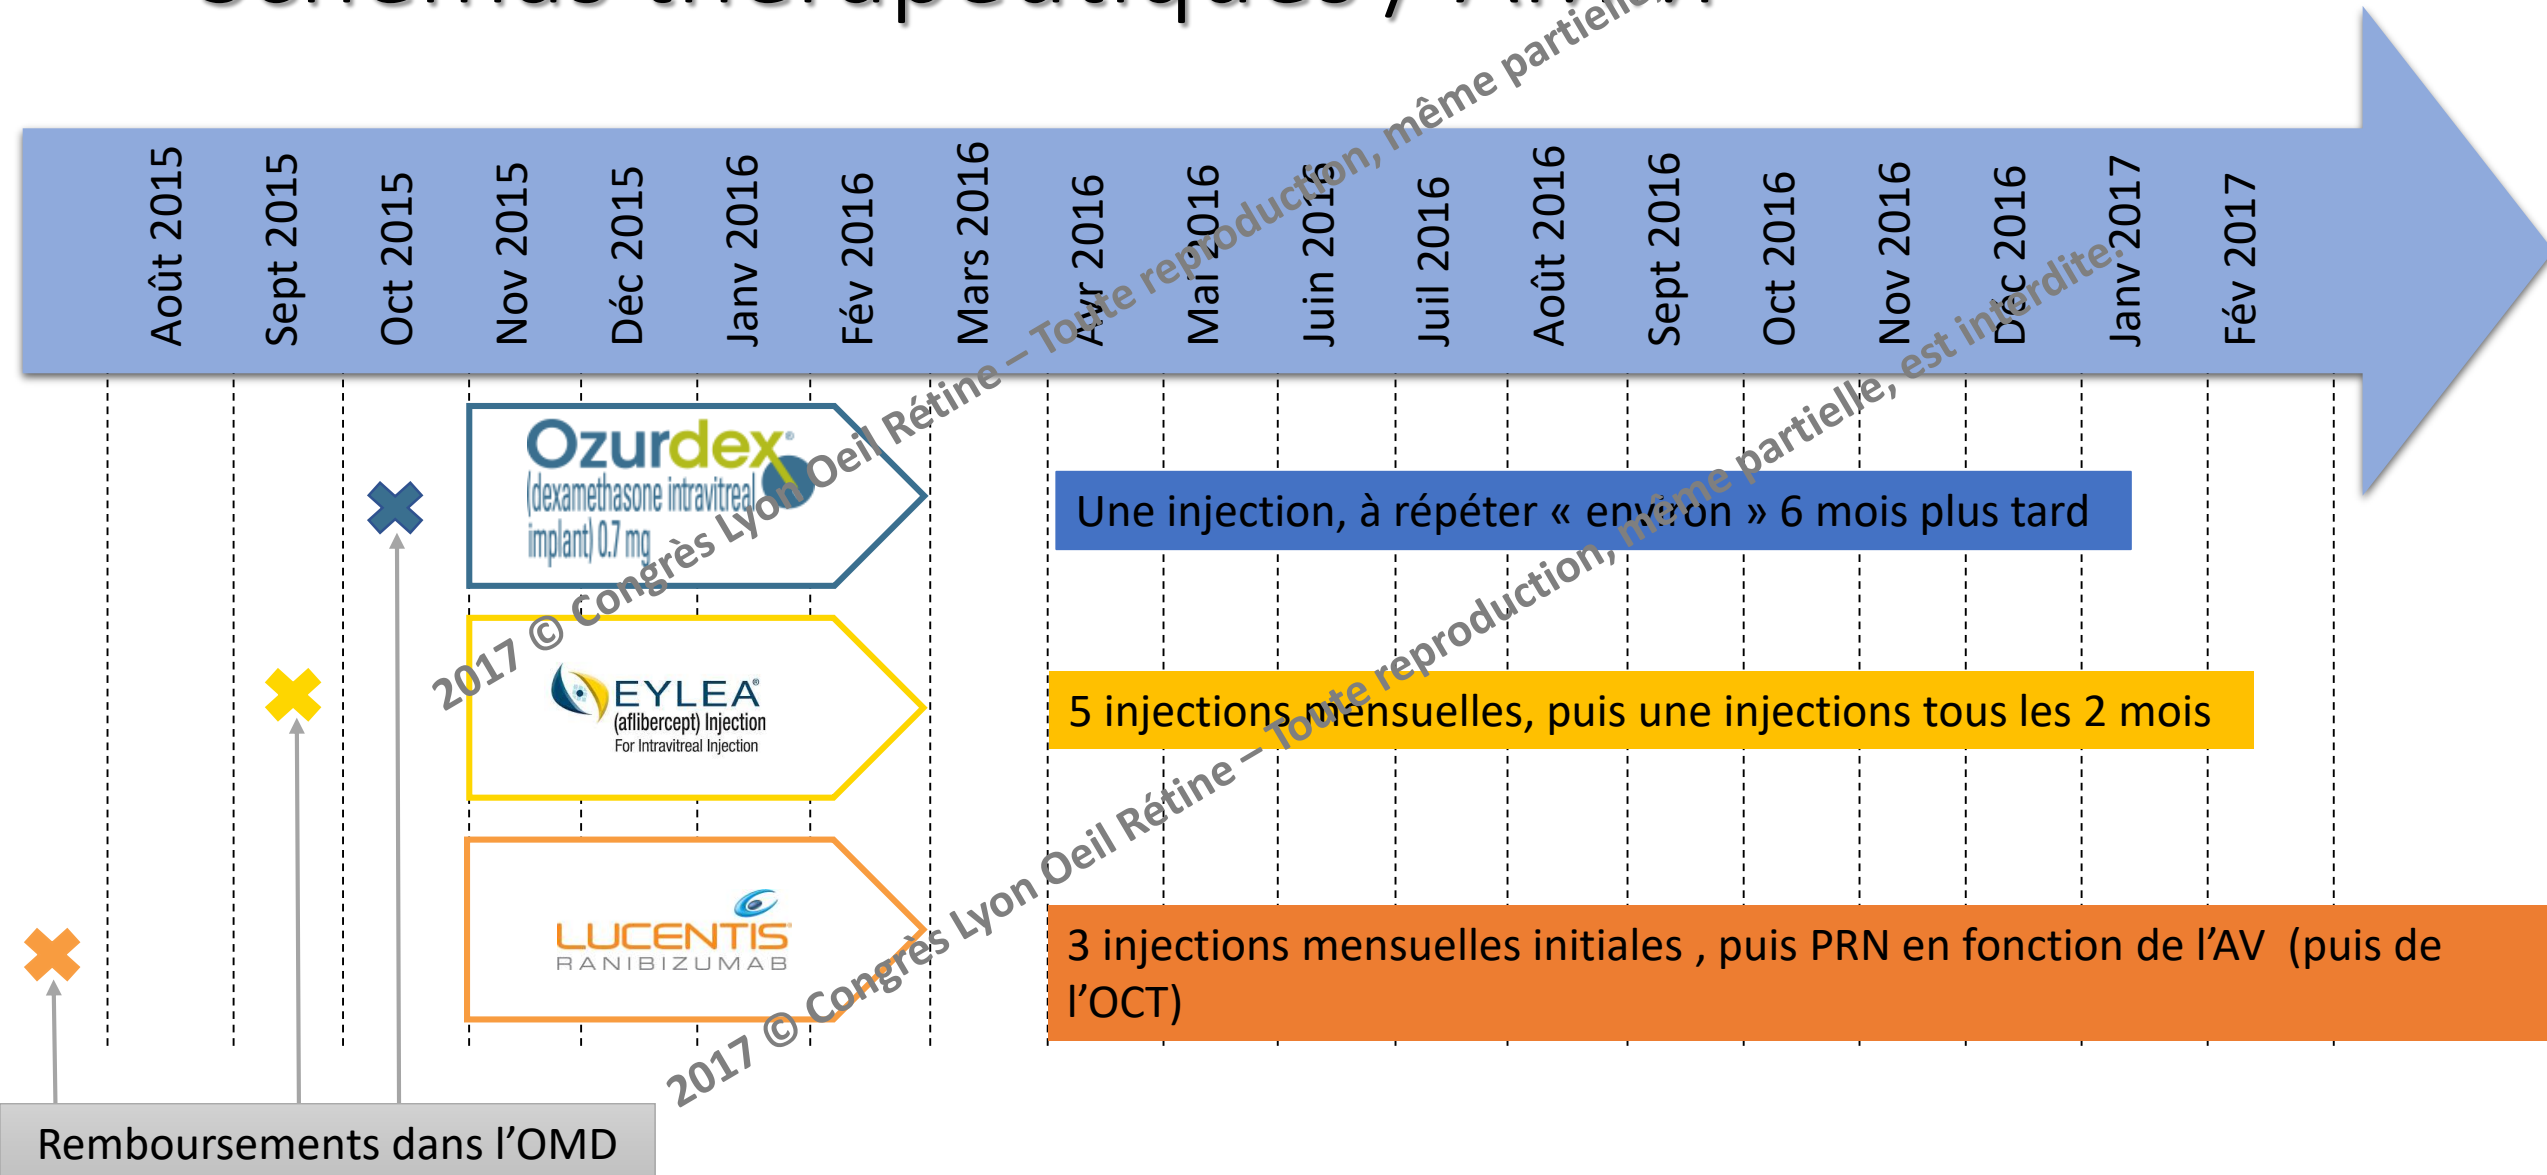 Schémas thérapeutiques /
Août 2015
Sept 2015
Oct 2015
Nov 2015
Déc 2015
Janv 2016
Fév 2016
Mars 2016
Avr 2016
Mai 2016
Juin 2016
Juil 2016
Août 2016
Sept 2016
Oct 2016
Nov 2016
Déc 2016
Janv 2017
Fév 2017
Ozurdex®
(dexamethasone intravitreal
implant) 0.7 mg
Une injection, à répéter « environ » 6 mois plus tard
EYLEA®
(aflibercept) Injection
For Intravitreal Injection
5 injections mensuelles, puis une injections tous les 2 mois
LUCENTIS
RANIBIZUMAB
3 injections mensuelles initiales , puis PRN en fonction de l’AV (puis de
l’OCT)
Remboursements dans l’OMD
2017 © Congrès Lyon Oeil Rétine – Toute reproduction, même partielle,
2017 © Congrès Lyon Oeil Rétine – Toute reproduction, même partielle, est interdite.